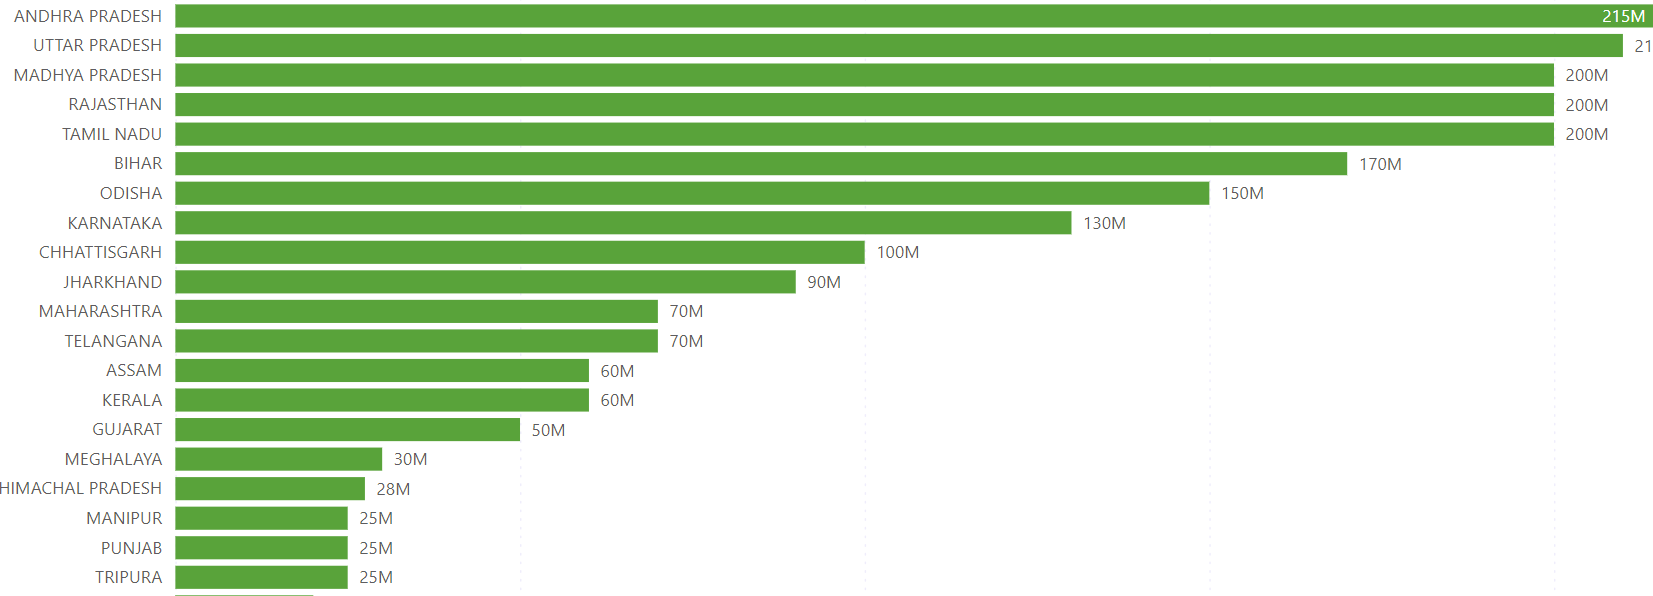 ANDHRA PRADESH 215M
UTTAR PRADESH 21
MADHYA PRADESH 200M
RAJASTHAN 200M
TAMIL NADU 200M
BIHAR 170M
ODISHA 150M
KARNATAKA 130M
CHHATTISGARH 100M
JHARKHAND 90M
MAHARASHTRA 70M
TELANGANA 70M
ASSAM 60M
KERALA 60M
GUJARAT 50M
MEGHALAYA 30M
HIMACHAL PRADESH 28M
MANIPUR 25M
PUNJAB 25M
TRIPURA 25M